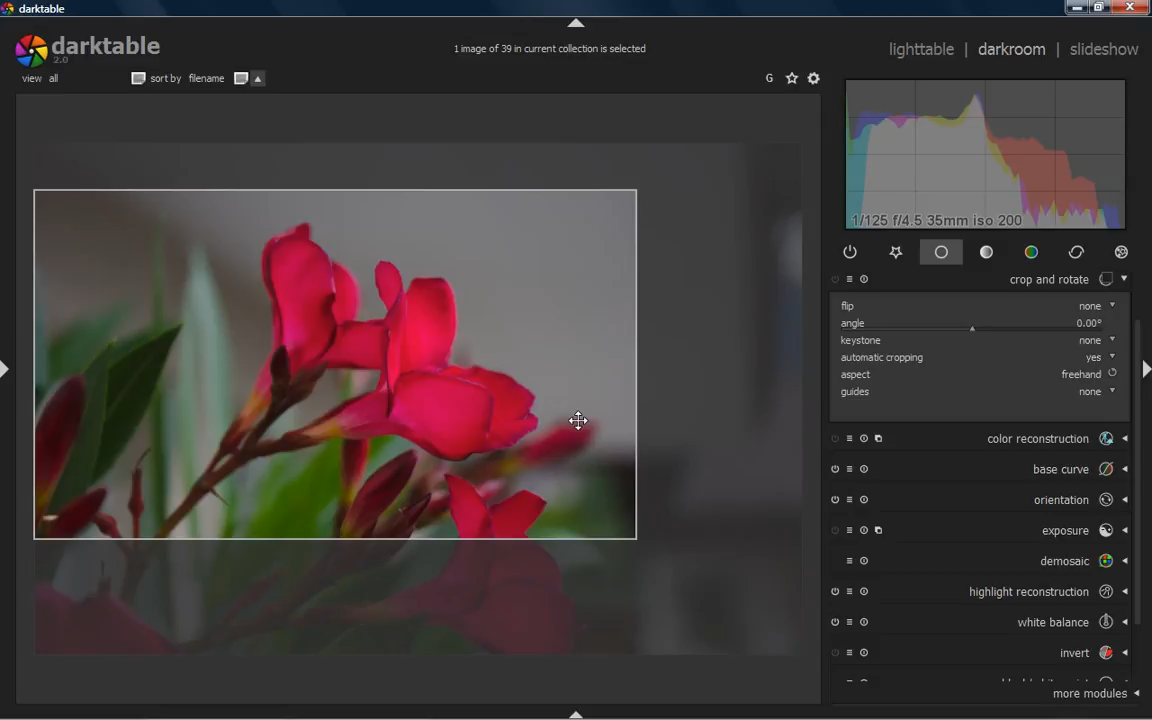 darktable
darktable
2.0
1 image of 39 in current collection is selected
lighttable | darkroom | slideshow
view all sort by filename
G
1/125 f/4.5 35mm iso 200
crop and rotate
flip none
angle 0.00°
keystone none
automatic cropping yes
aspect freehand
guides none
color reconstruction
base curve
orientation
exposure
demosaic
highlight reconstruction
white balance
invert
more modules